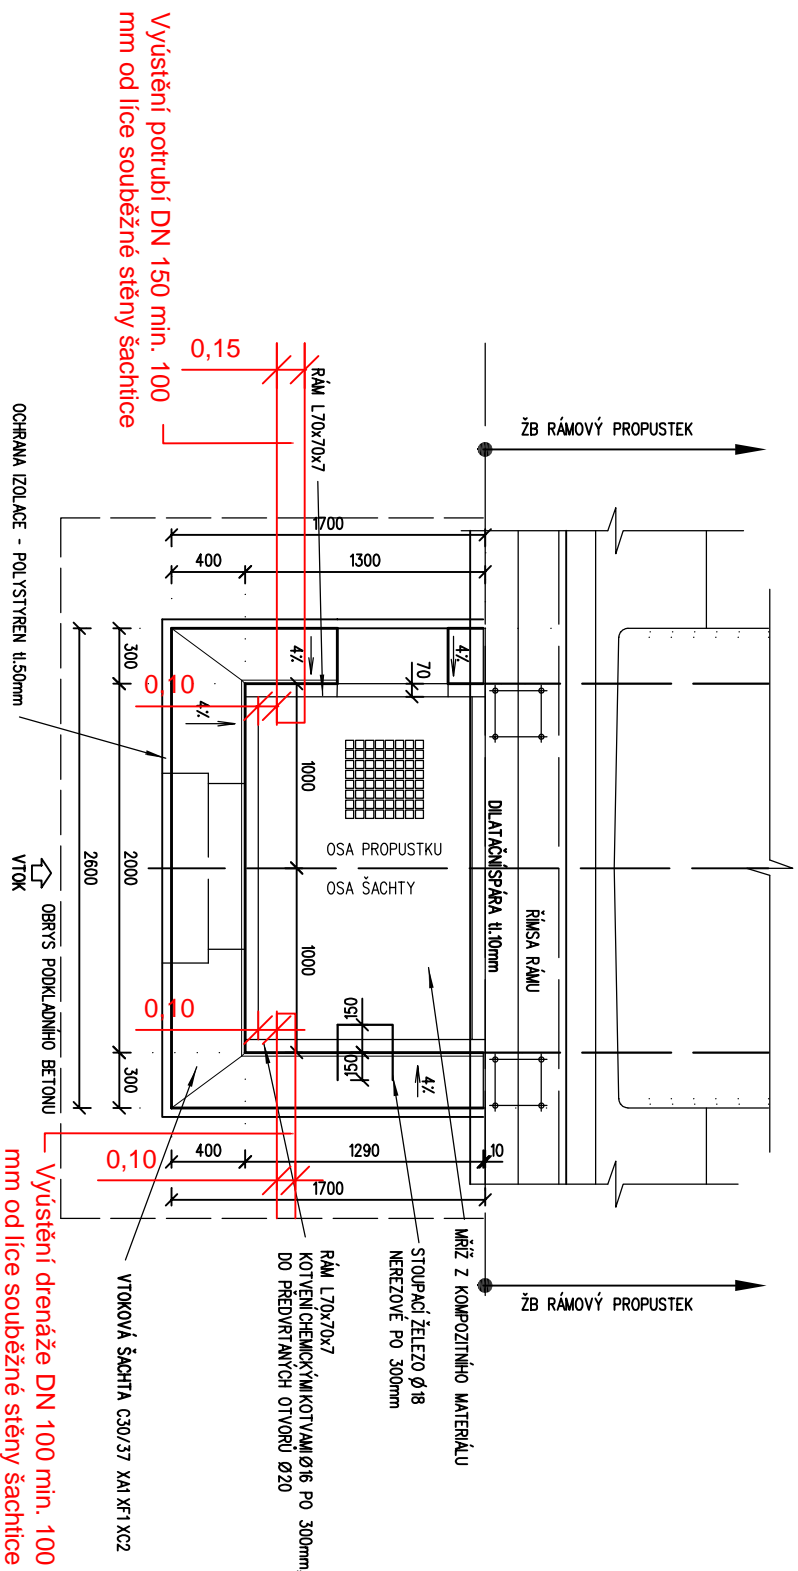 Vyústění potrubí DN 150 min. 100
mm od líce souběžné stěny šachtice
0,15
RÁM L70x70x7
ŽB RÁMOVÝ PROPUSTEK
OCHRANA IZOLACE - POLYSTYREN tl.50mm
1700
400
1300
300
4%
4%
70
0,10
4%
1000
2600
2000
OSA PROPUSTKU
OSA ŠACHTY
DILATAČNÍ SPÁRA tl.10mm
ŘÍMSA RÁMU
VTOK
OBRYS PODKLADNÍHO BETONU
1000
0,10
150
150
300
4%
400
1290
10
0,10
1700
Vyústění drenáže DN 100 min. 100
mm od líce souběžné stěny šachtice
VTOKOVÁ ŠACHTA C30/37 XA1 XF1 XC2
RÁM L70x70x7
KOTVENÍ CHEMICKÝMI KOTVAMI Ø16 PO 300mm,
DO PŘEDVRTANÝCH OTVORŮ Ø20
STOUPACÍ ŽELEZO Ø18
NEREZOVÉ PO 300mm
MŘÍŽ Z KOMPOZITNÍHO MATERIÁLU
ŽB RÁMOVÝ PROPUSTEK